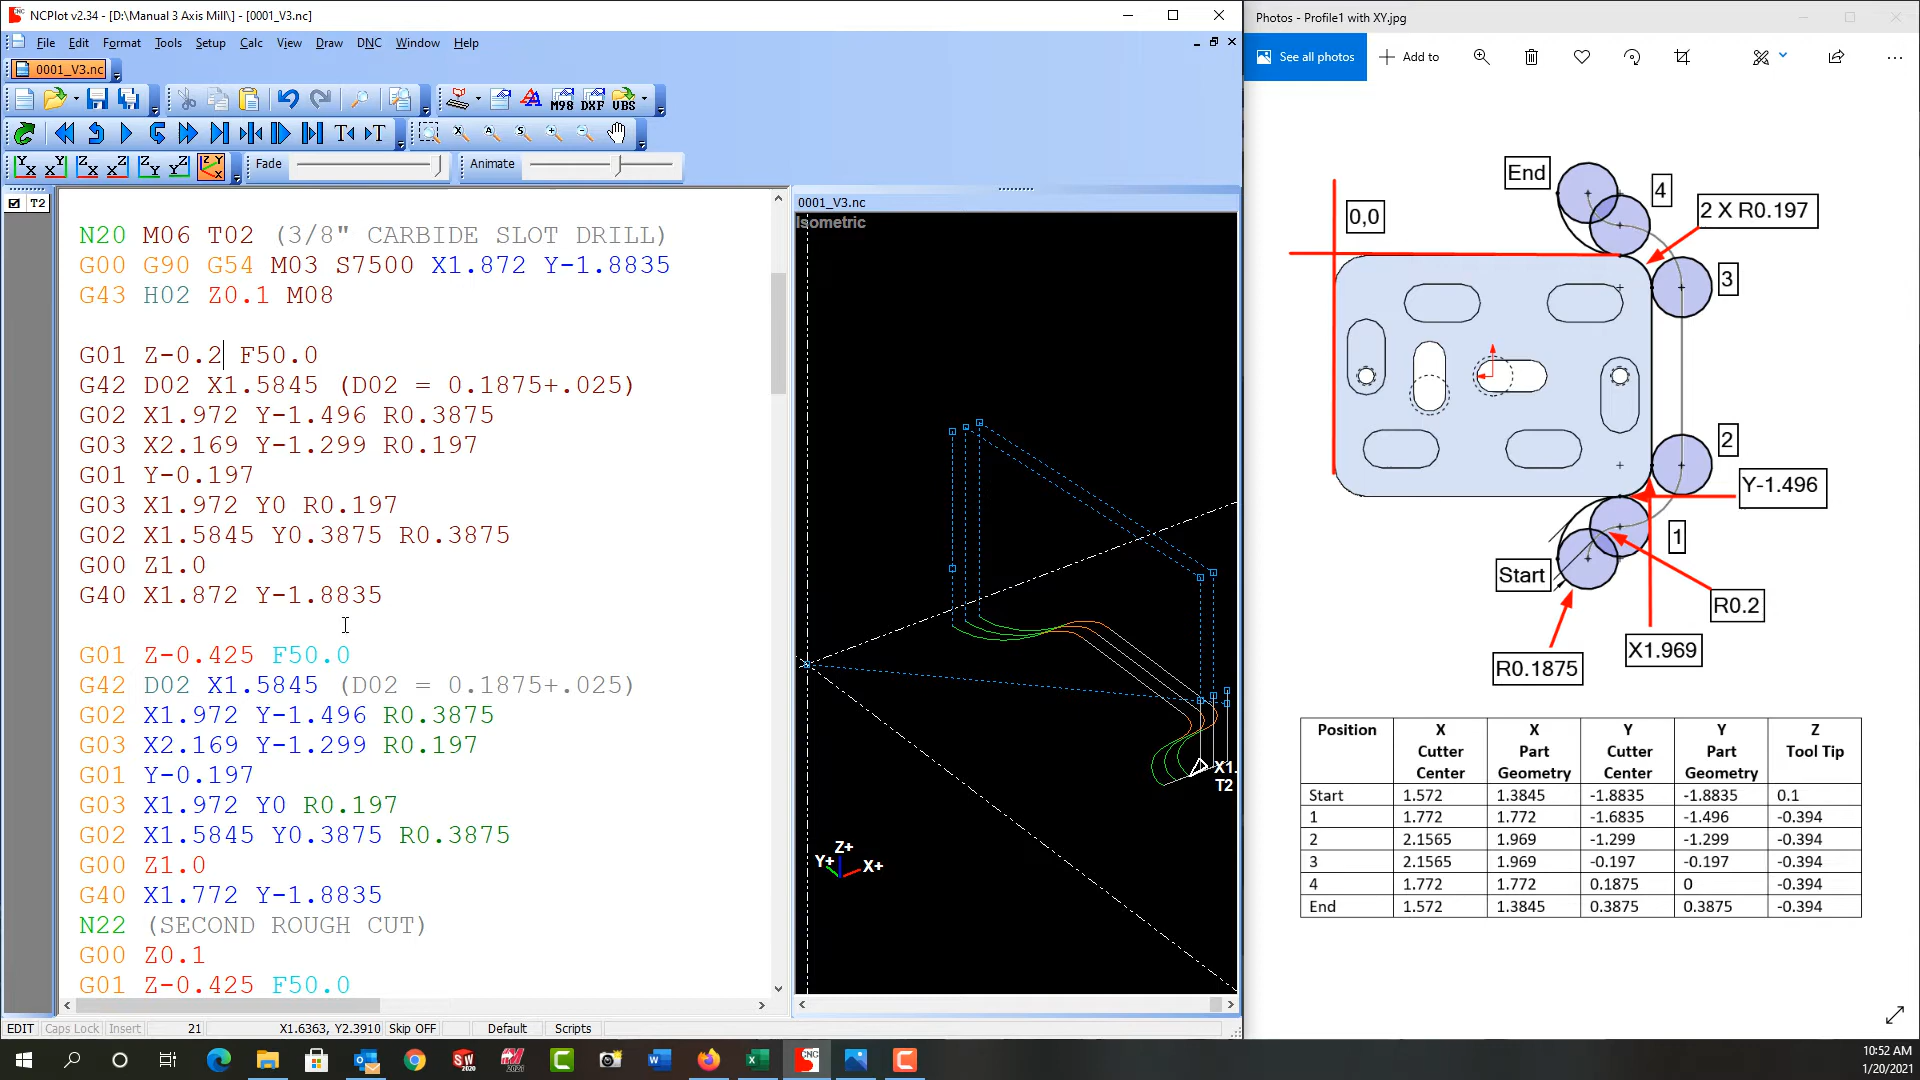 NCPlot v2.34 - [D:\Manual 3 Axis Mill\] - [0001_V3.nc]
File Edit Format Tools Setup Calc View Draw DNC Window Help
0001_V3.nc
M98 DXF VBS
Fade Animate
T2
N20 M06 T02 (3/8" CARBIDE SLOT DRILL)
G00 G90 G54 M03 S7500 X1.872 Y-1.8835
G43 H02 Z0.1 M08
G01 Z-0.2 F50.0
G42 D02 X1.5845 (D02 = 0.1875+.025)
G02 X1.972 Y-1.496 R0.3875
G03 X2.169 Y-1.299 R0.197
G01 Y-0.197
G03 X1.972 Y0 R0.197
G02 X1.5845 Y0.3875 R0.3875
G00 Z1.0
G40 X1.872 Y-1.8835
G01 Z-0.425 F50.0
G42 D02 X1.5845 (D02 = 0.1875+.025)
G02 X1.972 Y-1.496 R0.3875
G03 X2.169 Y-1.299 R0.197
G01 Y-0.197
G03 X1.972 Y0 R0.197
G02 X1.5845 Y0.3875 R0.3875
G00 Z1.0
G40 X1.772 Y-1.8835
N22 (SECOND ROUGH CUT)
G00 Z0.1
G01 Z-0.425 F50.0
0001_V3.nc
Isometric
X1.
T2
Z+
Y+
X+
EDIT Caps Lock Insert 21 X1.6363, Y2.3910 Skip OFF Default Scripts
Photos - Profile1 with XY.jpg
See all photos Add to
End
4
0,0
2 X R0.197
3
2
Y-1.496
1
Start
R0.2
X1.969
R0.1875
Position X Cutter Center X Part Geometry Y Cutter Center Y Part Geometry Z Tool Tip
Start 1.572 1.3845 -1.8835 -1.8835 0.1
1 1.772 1.772 -1.6835 -1.496 -0.394
2 2.1565 1.969 -1.299 -1.299 -0.394
3 2.1565 1.969 -0.197 -0.197 -0.394
4 1.772 1.772 0.1875 0 -0.394
End 1.572 1.3845 0.3875 0.3875 -0.394
10:52 AM
1/20/2021